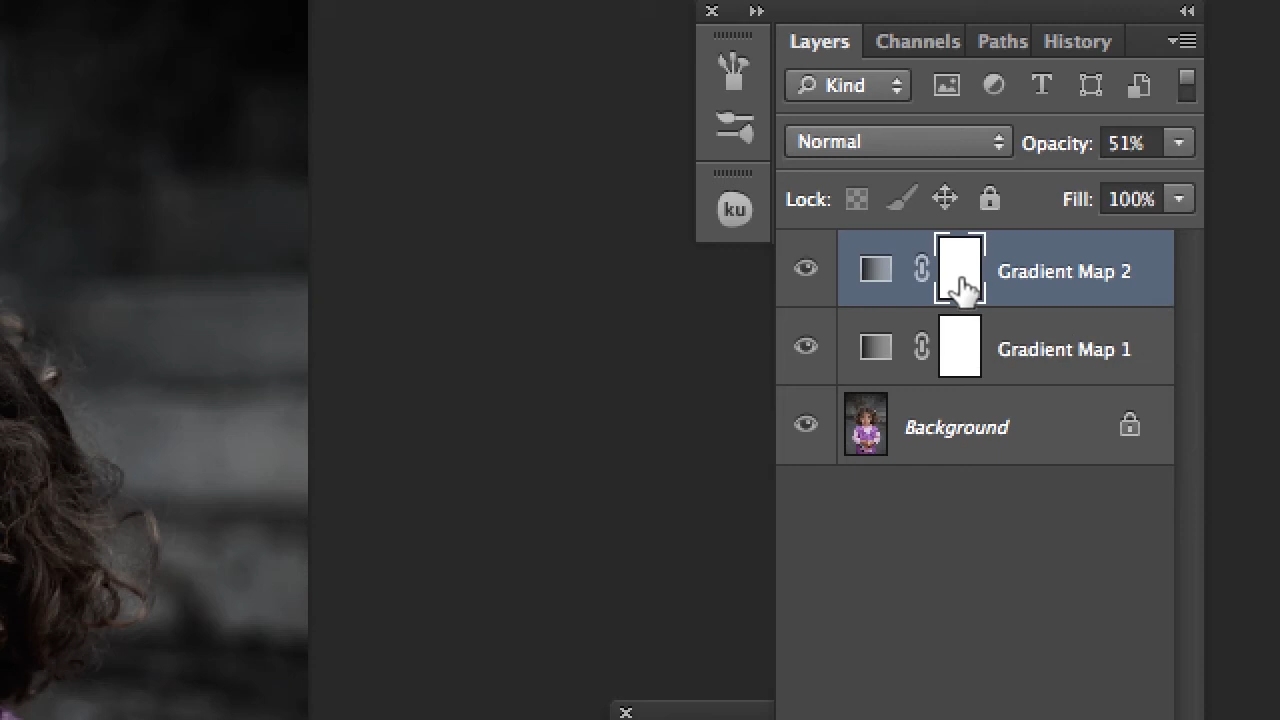 Layers Channels Paths History
Kind T
Normal Opacity: 51%
Lock: Fill: 100%
ku
Gradient Map 2
Gradient Map 1
Background